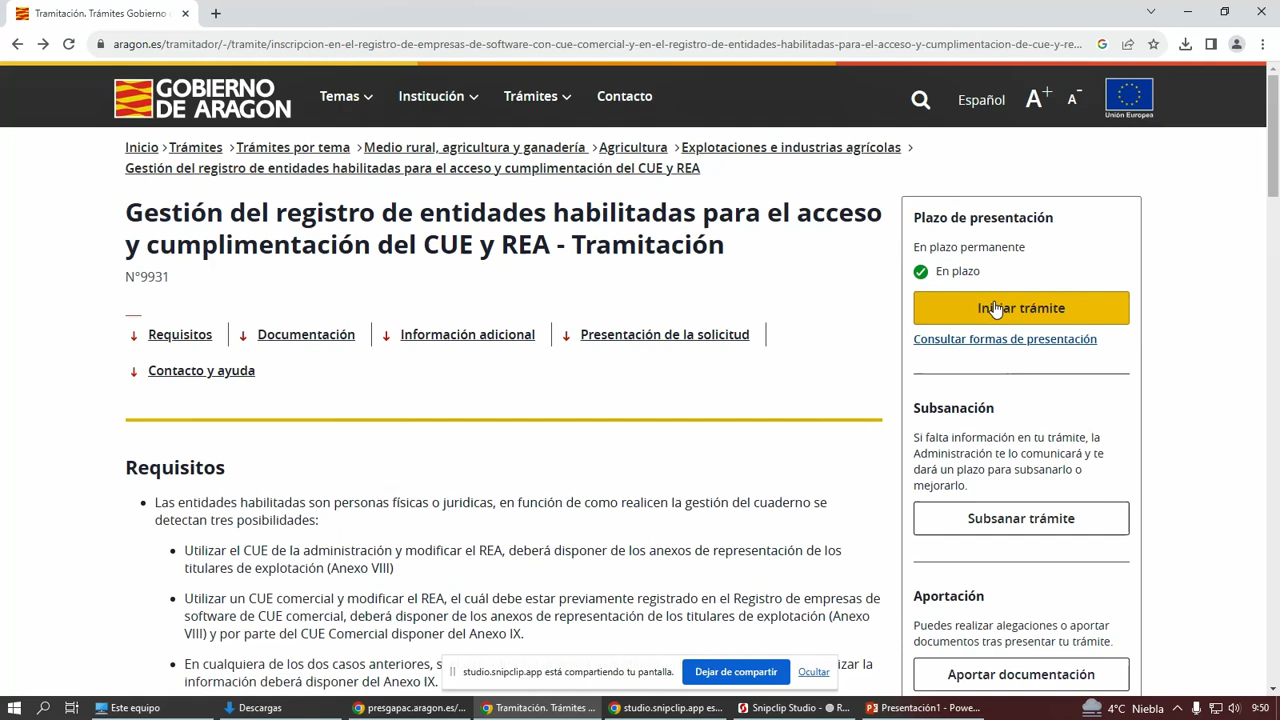 Tramitación. Trámites Gobierno
aragon.es/tramitador/-/tramite/inscripcion-en-el-registro-de-empresas-de-software-con-cue-comercial-y-en-el-registro-de-entidades-habilitadas-para-el-acceso-y-cumplimentacion-de-cue-y-re...
GOBIERNO
DE ARAGON
Temas
Institución
Trámites
Contacto
Español
A+
A-
Unión Europea
Inicio > Trámites > Trámites por tema > Medio rural, agricultura y ganadería > Agricultura > Explotaciones e industrias agrícolas >
Gestión del registro de entidades habilitadas para el acceso y cumplimentación del CUE y REA
Gestión del registro de entidades habilitadas para el acceso
y cumplimentación del CUE y REA - Tramitación
N°9931
↓ Requisitos
↓ Documentación
↓ Información adicional
↓ Presentación de la solicitud
↓ Contacto y ayuda
Requisitos
• Las entidades habilitadas son personas físicas o juridicas, en función de como realicen la gestión del cuaderno se
detectan tres posibilidades:
• Utilizar el CUE de la administración y modificar el REA, deberá disponer de los anexos de representación de los
titulares de explotación (Anexo VIII)
• Utilizar un CUE comercial y modificar el REA, el cuál debe estar previamente registrado en el Registro de empresas
de software de CUE comercial, deberá disponer de los anexos de representación de los titulares de explotación (Anexo
VIII) y por parte del CUE Comercial disponer del Anexo IX.
• En cualquiera de los dos casos anteriores, s
zar la
información deberá disponer del Anexo IX.
Plazo de presentación
En plazo permanente
En plazo
Iniciar trámite
Consultar formas de presentación
Subsanación
Si falta información en tu trámite, la
Administración te lo comunicará y te
dará un plazo para subsanarlo o
mejorarlo.
Subsanar trámite
Aportación
Puedes realizar alegaciones o aportar
documentos tras presentar tu trámite.
Aportar documentación
studio.snipclip.app está compartiendo tu pantalla.
Dejar de compartir
Ocultar
Este equipo
Descargas
presgapac.aragon.es/...
Tramitación. Trámites ...
studio.snipclip.app es...
Snipclip Studio - ● R...
Presentación1 - Powe...
4°C Niebla
9:50